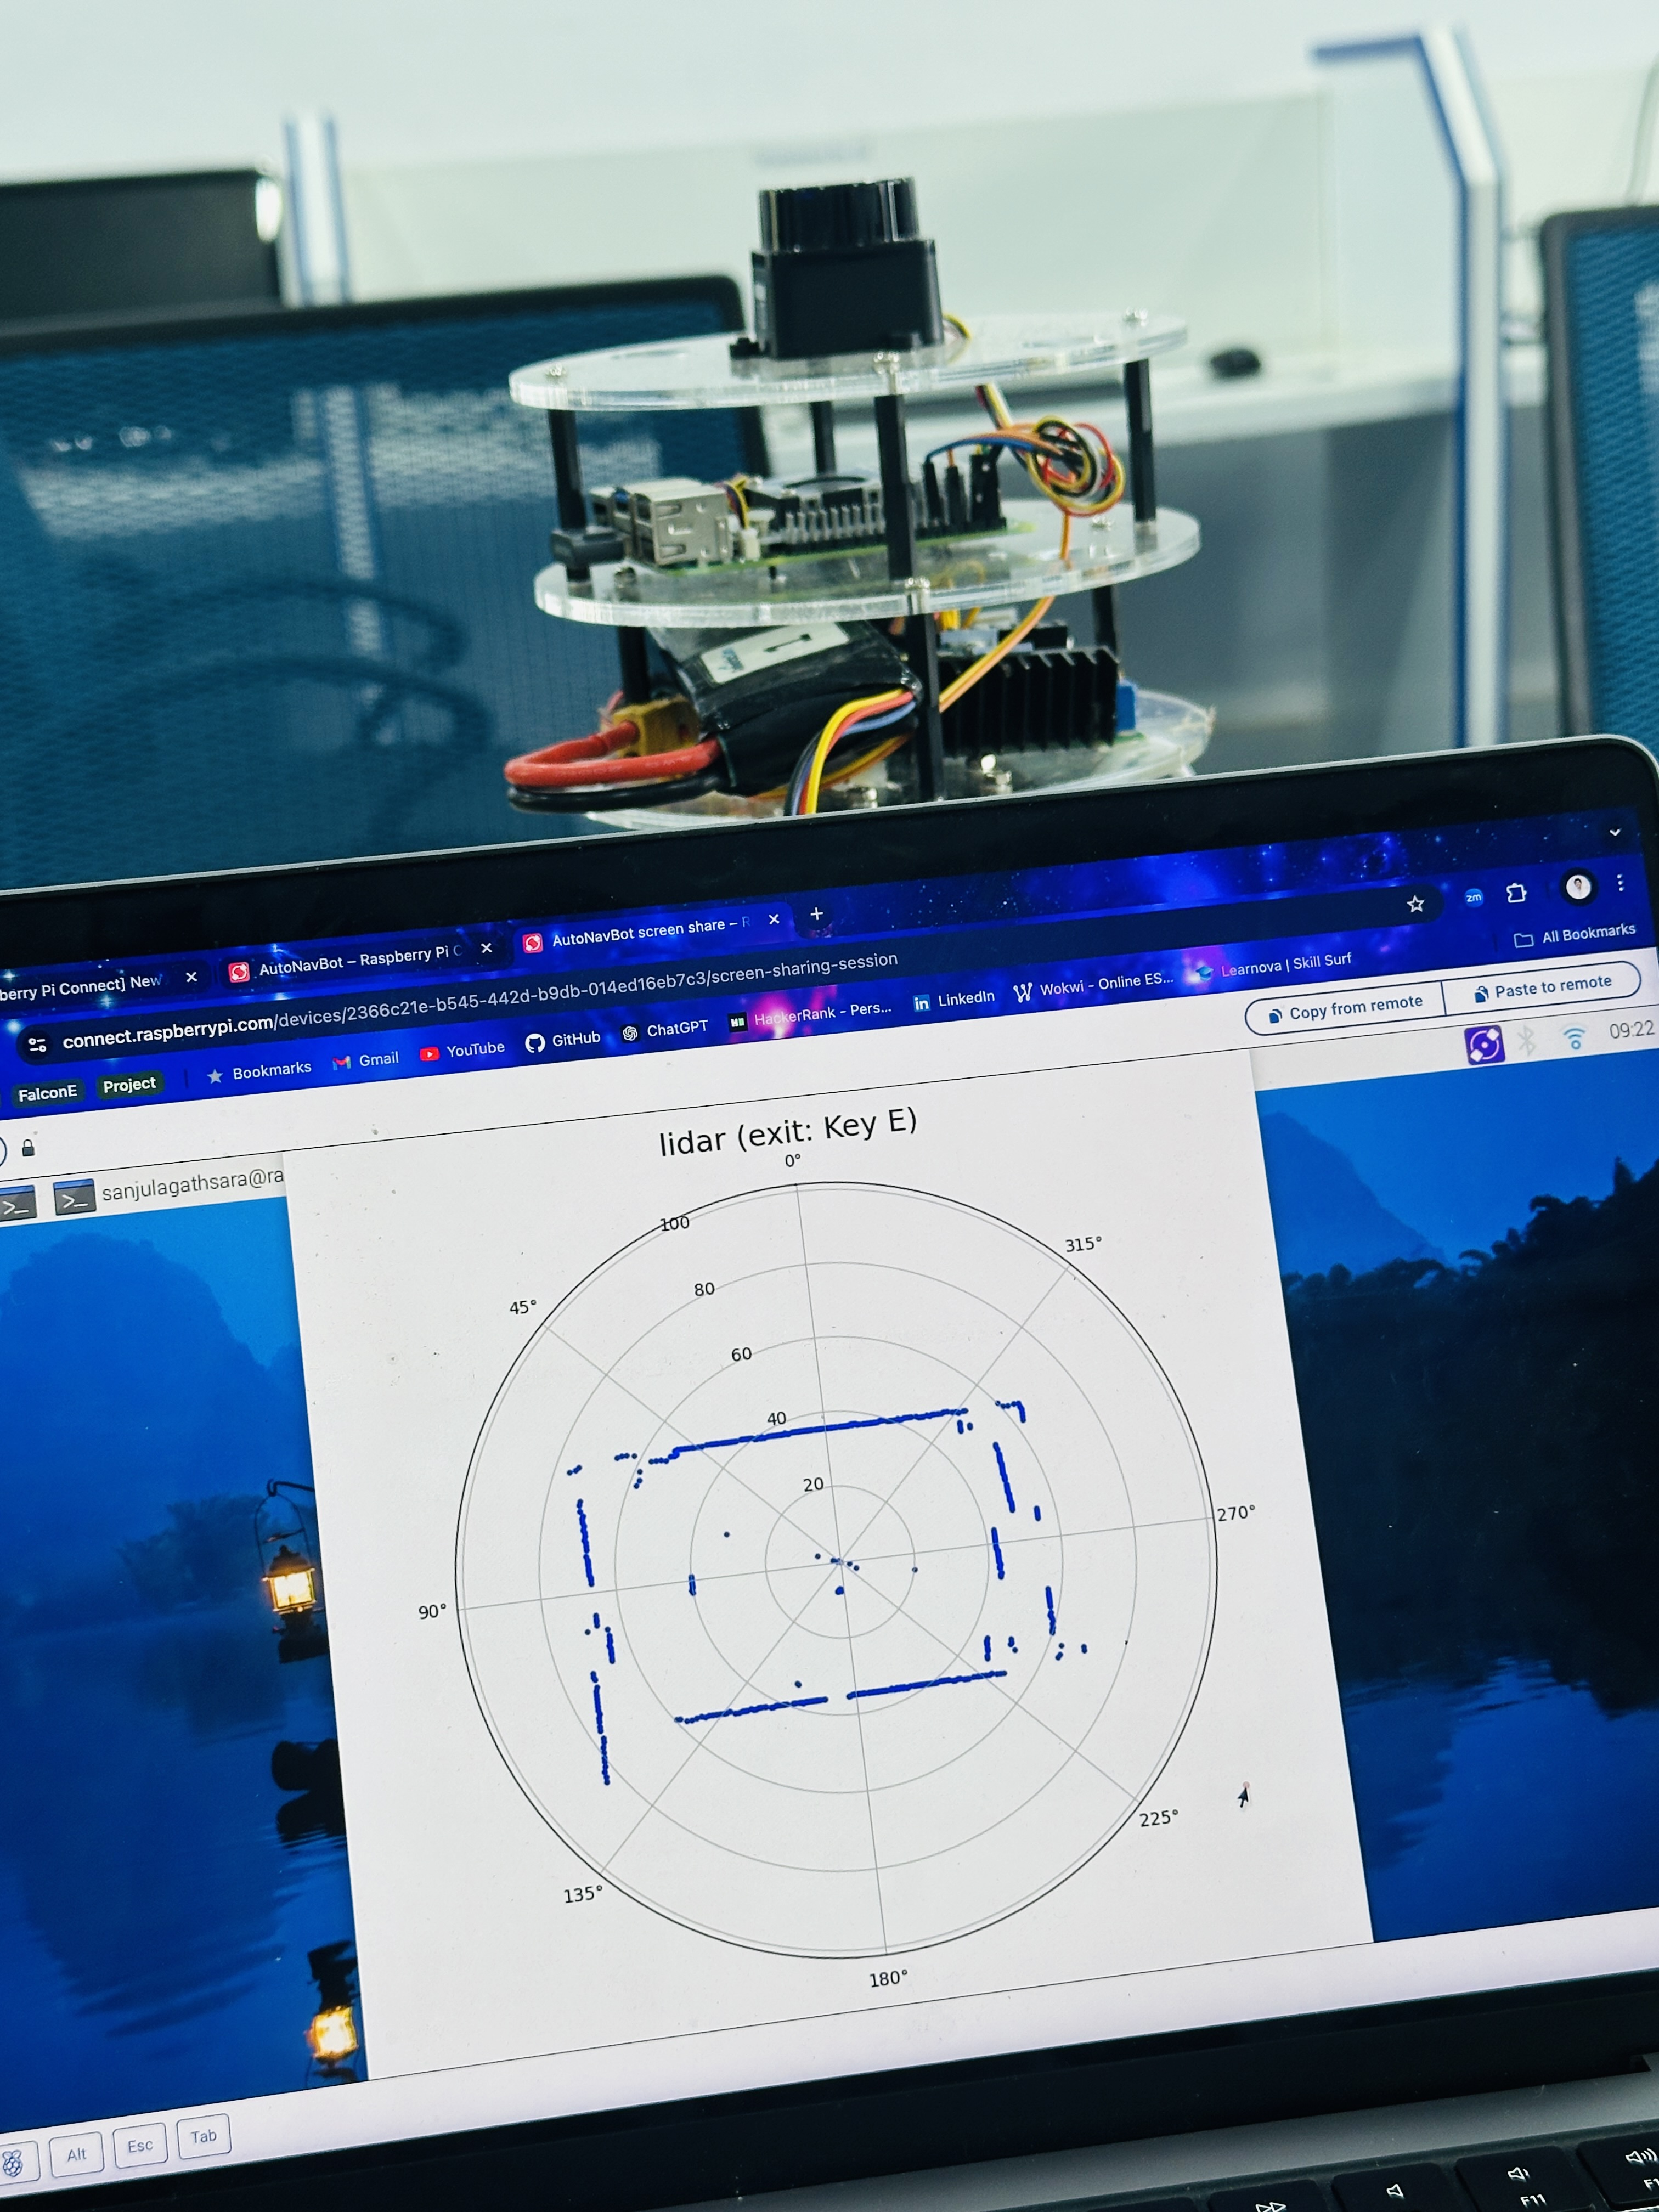 berry Pi Connect] New
AutoNavBot – Raspberry Pi C
AutoNavBot screen share – R
connect.raspberrypi.com/devices/2366c21e-b545-442d-b9db-014ed16eb7c3/screen-sharing-session
zm
FalconE
Project
Bookmarks
Gmail
YouTube
GitHub
ChatGPT
HackerRank - Pers...
LinkedIn
Wokwi - Online ES...
Learnova | Skill Surf
All Bookmarks
Copy from remote
Paste to remote
sanjulagathsara@ra
09:22
lidar (exit: Key E)
0°
315°
45°
100
80
60
40
20
270°
90°
225°
135°
180°
Alt
Esc
Tab
F11